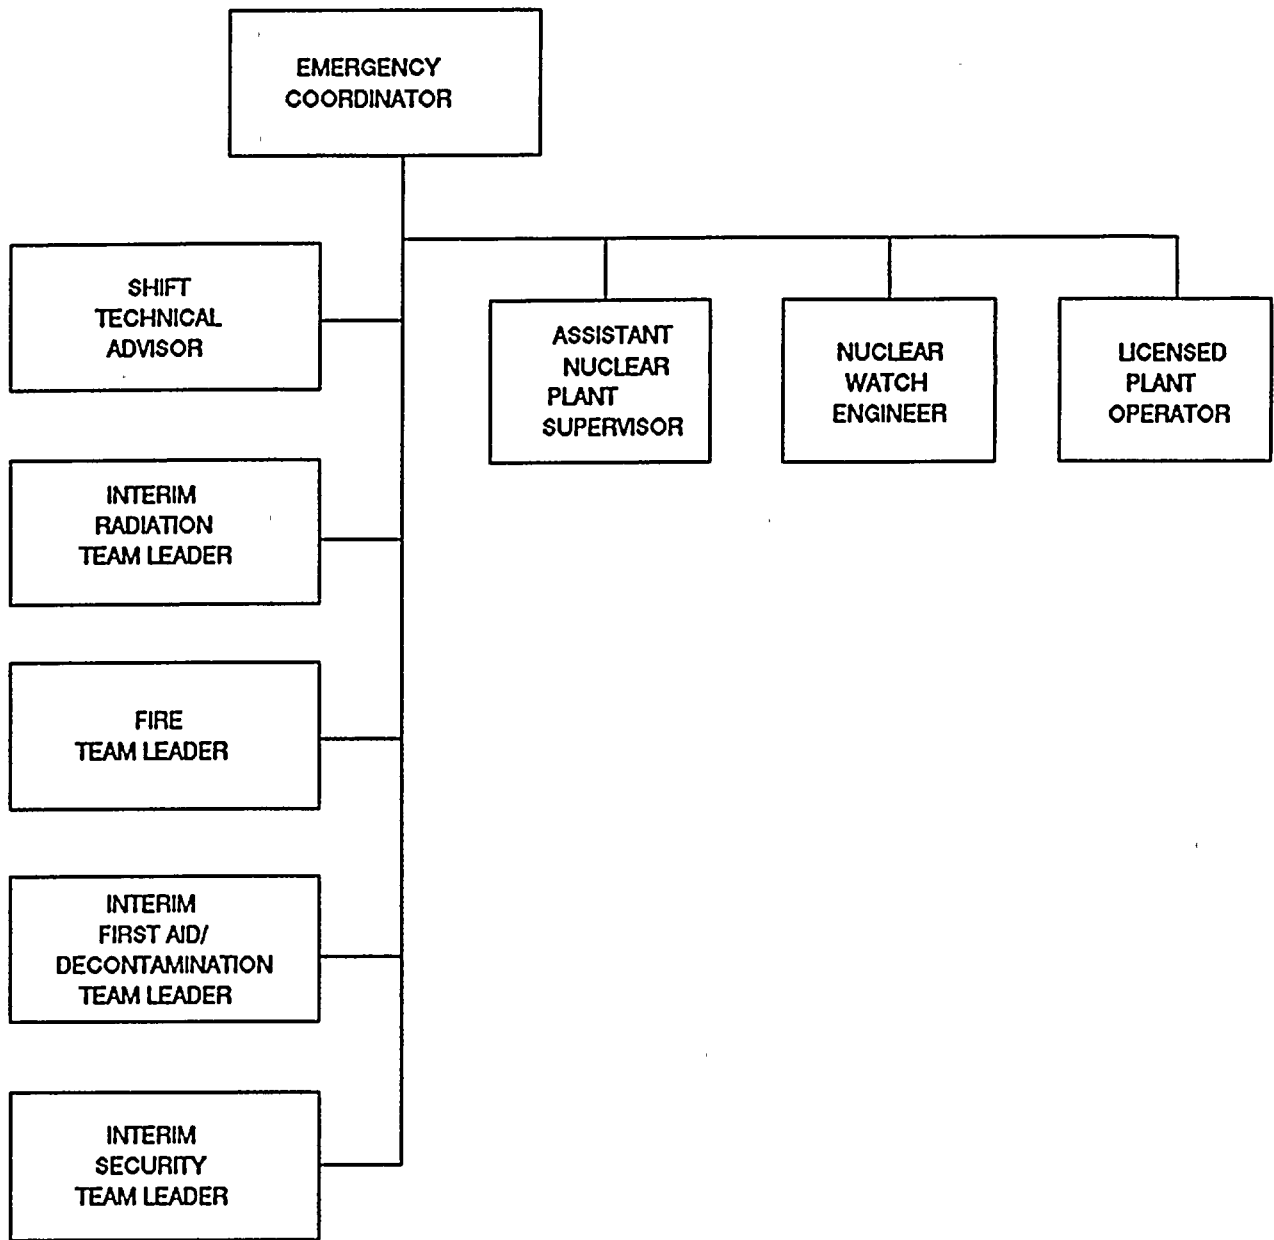 EMERGENCY
COORDINATOR
SHIFT
TECHNICAL
ADVISOR
ASSISTANT
NUCLEAR
PLANT
SUPERVISOR
NUCLEAR
WATCH
ENGINEER
LICENSED
PLANT
OPERATOR
INTERIM
RADIATION
TEAM LEADER
FIRE
TEAM LEADER
INTERIM
FIRST AID/
DECONTAMINATION
TEAM LEADER
INTERIM
SECURITY
TEAM LEADER